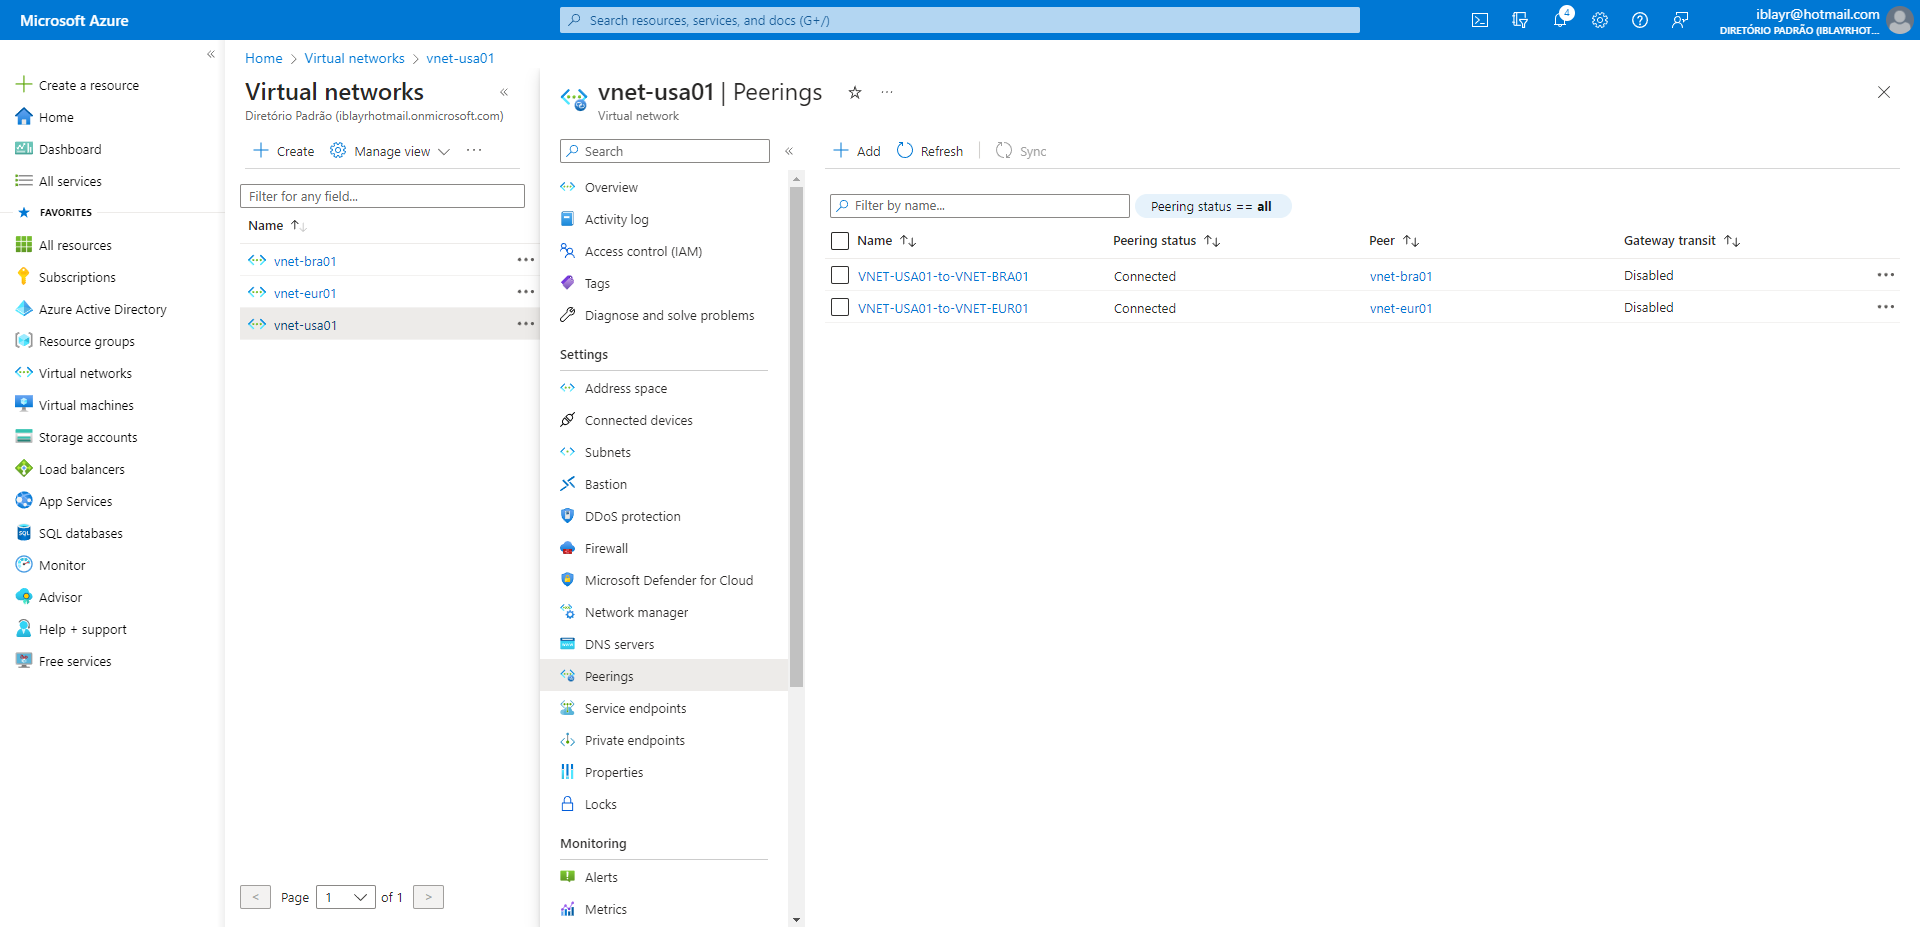 Microsoft Azure
Search resources, services, and docs (G+/)
4
iblayr@hotmail.com
DIRETÓRIO PADRÃO (IBLAYRHOT....
Create a resource
Home
Dashboard
All services
FAVORITES
All resources
Subscriptions
Azure Active Directory
Resource groups
Virtual networks
Virtual machines
Storage accounts
Load balancers
App Services
SQL databases
Monitor
Advisor
Help + support
Free services
Home > Virtual networks > vnet-usa01
Virtual networks
Diretório Padrão (iblayrhotmail.onmicrosoft.com)
Create
Manage view
Filter for any field...
Name
vnet-bra01
vnet-eur01
vnet-usa01
< Page 1 of 1 >
vnet-usa01 | Peerings
Virtual network
Search
Overview
Activity log
Access control (IAM)
Tags
Diagnose and solve problems
Settings
Address space
Connected devices
Subnets
Bastion
DDoS protection
Firewall
Microsoft Defender for Cloud
Network manager
DNS servers
Peerings
Service endpoints
Private endpoints
Properties
Locks
Monitoring
Alerts
Metrics
Add
Refresh
Sync
Filter by name...
Peering status == all
Name Peering status Peer Gateway transit
VNET-USA01-to-VNET-BRA01 Connected vnet-bra01 Disabled
VNET-USA01-to-VNET-EUR01 Connected vnet-eur01 Disabled